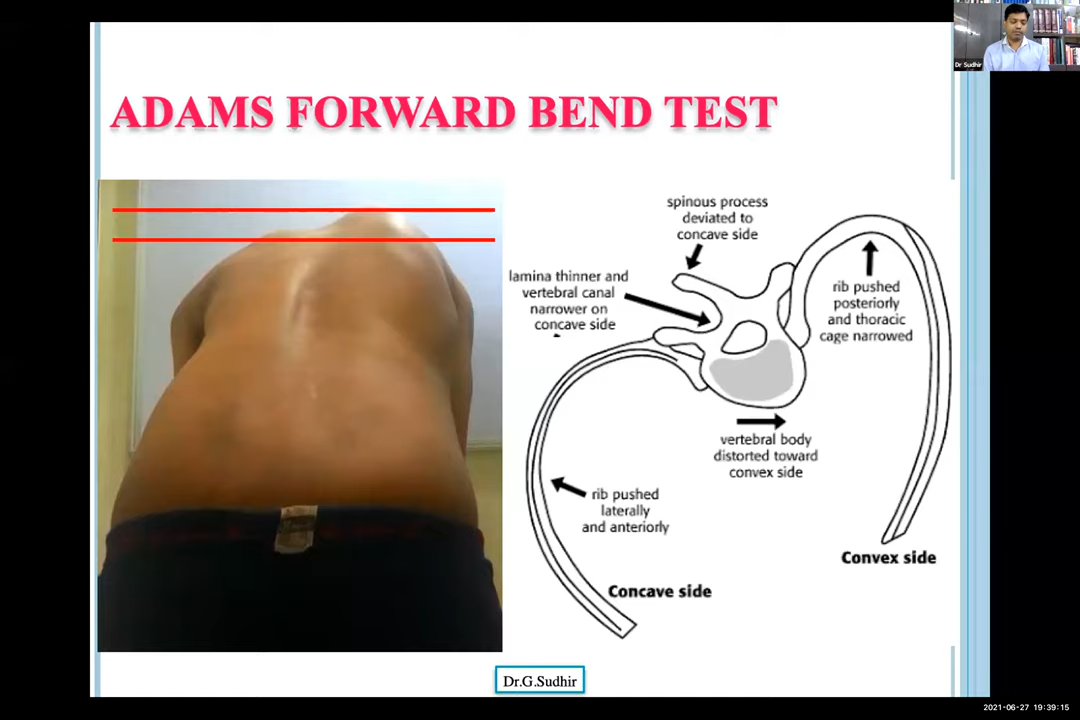 Dr Sudhir
ADAMS FORWARD BEND TEST
spinous process
deviated to
concave side
lamina thinner and
vertebral canal
narrower on
concave side
rib pushed
posteriorly
and thoracic
cage narrowed
vertebral body
distorted toward
convex side
rib pushed
laterally
and anteriorly
Convex side
Concave side
Dr.G.Sudhir
2021-06-27 19:39:15